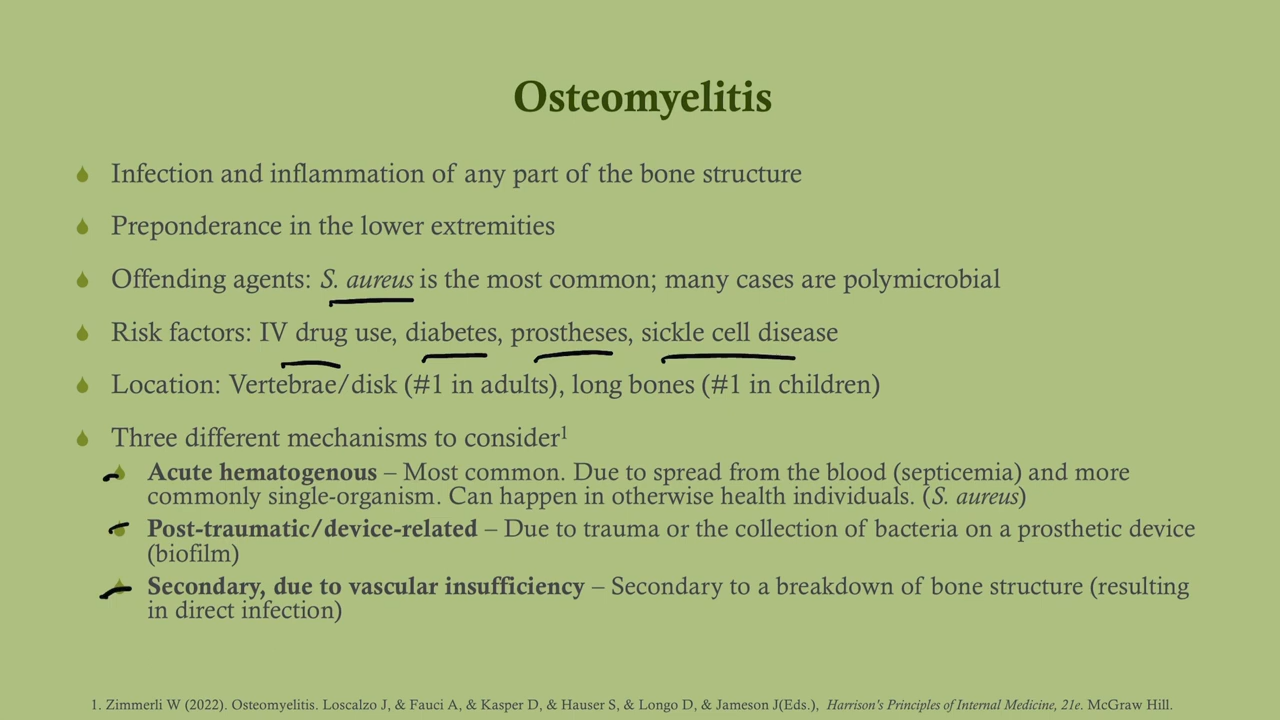 Osteomyelitis
Infection and inflammation of any part of the bone structure
Preponderance in the lower extremities
Offending agents: S. aureus is the most common; many cases are polymicrobial
Risk factors: IV drug use, diabetes, prostheses, sickle cell disease
Location: Vertebrae/disk (#1 in adults), long bones (#1 in children)
Three different mechanisms to consider¹
Acute hematogenous – Most common. Due to spread from the blood (septicemia) and more
commonly single-organism. Can happen in otherwise health individuals. (S. aureus)
Post-traumatic/device-related – Due to trauma or the collection of bacteria on a prosthetic device
(biofilm)
Secondary, due to vascular insufficiency – Secondary to a breakdown of bone structure (resulting
in direct infection)
1. Zimmerli W (2022). Osteomyelitis. Loscalzo J, & Fauci A, & Kasper D, & Hauser S, & Longo D, & Jameson J(Eds.), Harrison's Principles of Internal Medicine, 21e. McGraw Hill.